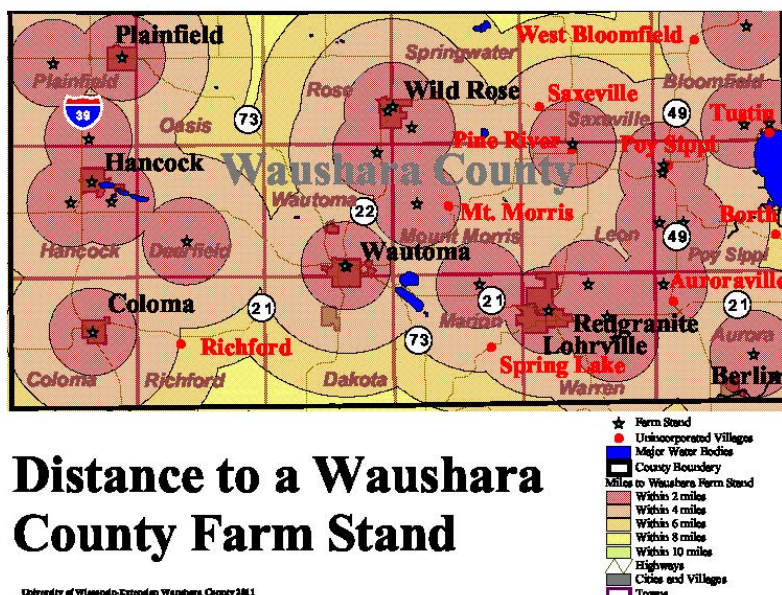 Plainfield
West Bloomfield
Springwater
Plainfield
Rose
Wild Rose
Bloomfield
39
Oasis
73
Saxeville
49
Saxeville
Tustin
Pine River
Poy Sippi
Hancock
Waushara County
Wautoma
22
Mt. Morris
Borth
Hancock
Deerfield
Wautoma
Mount Morris
Leon
49
Poy Sippi
Auroraville
Coloma
21
21
21
Marion
Redgranite
Richford
73
Lohrville
Aurora
Spring Lake
Coloma
Richford
Dakota
Warren
Berlin
Distance to a Waushara
County Farm Stand
University of Wisconsin-Extension Waushara County 2011
Farm Stand
Unincorporated Villages
Major Water Bodies
County Boundary
Miles to Waushara Farm Stand
Within 2 miles
Within 4 miles
Within 6 miles
Within 8 miles
Within 10 miles
Highways
Cities and Villages
Towns